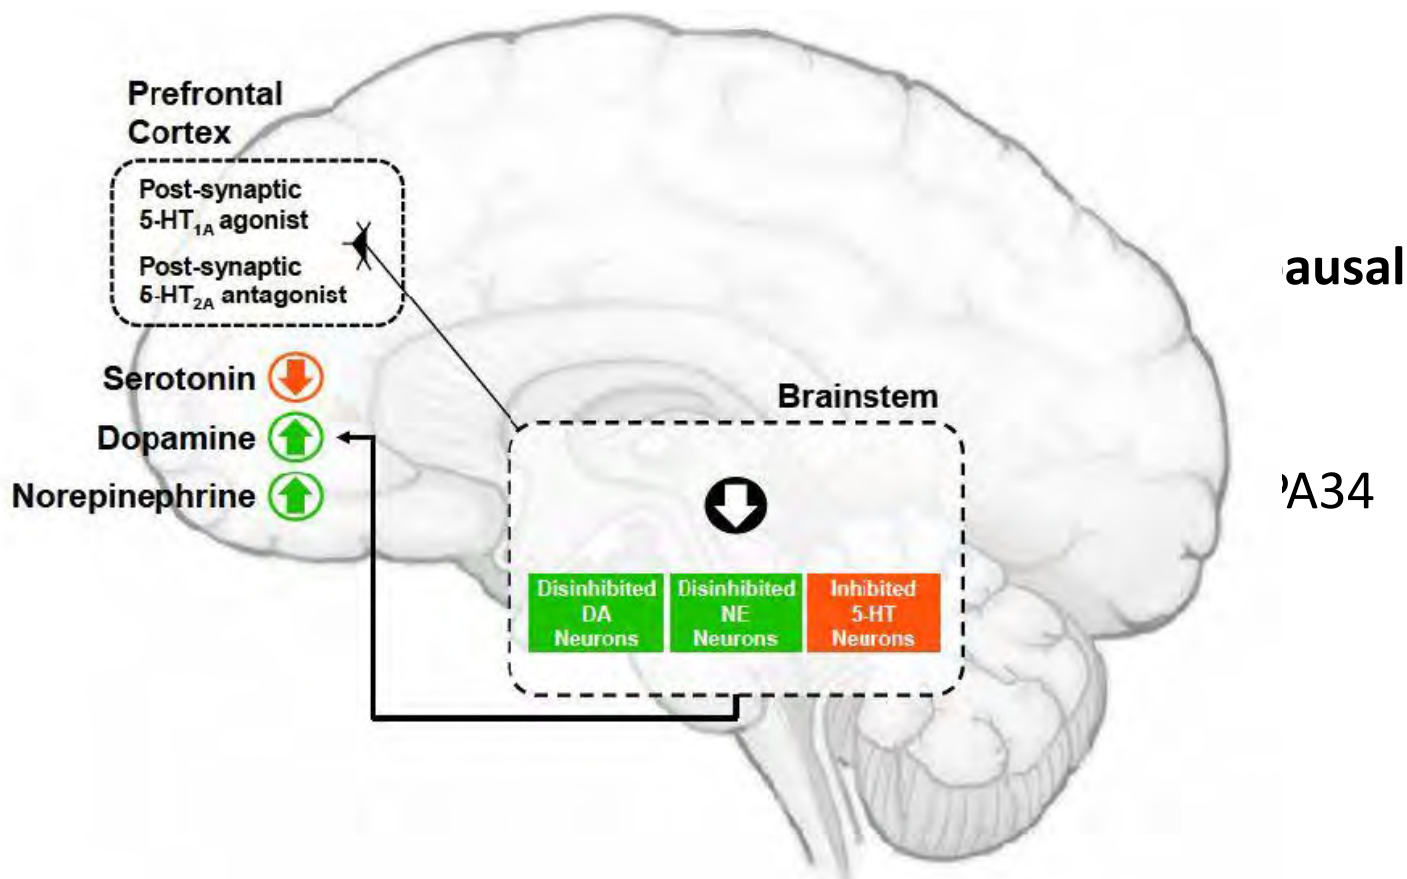 Prefrontal
Cortex
Post-synaptic
5-HT1A agonist
Post-synaptic
5-HT2A antagonist
Serotonin
Dopamine
Norepinephrine
Brainstem
Disinhibited
DA
Neurons
Disinhibited
NE
Neurons
Inhibited
5-HT
Neurons
ausal
PA34